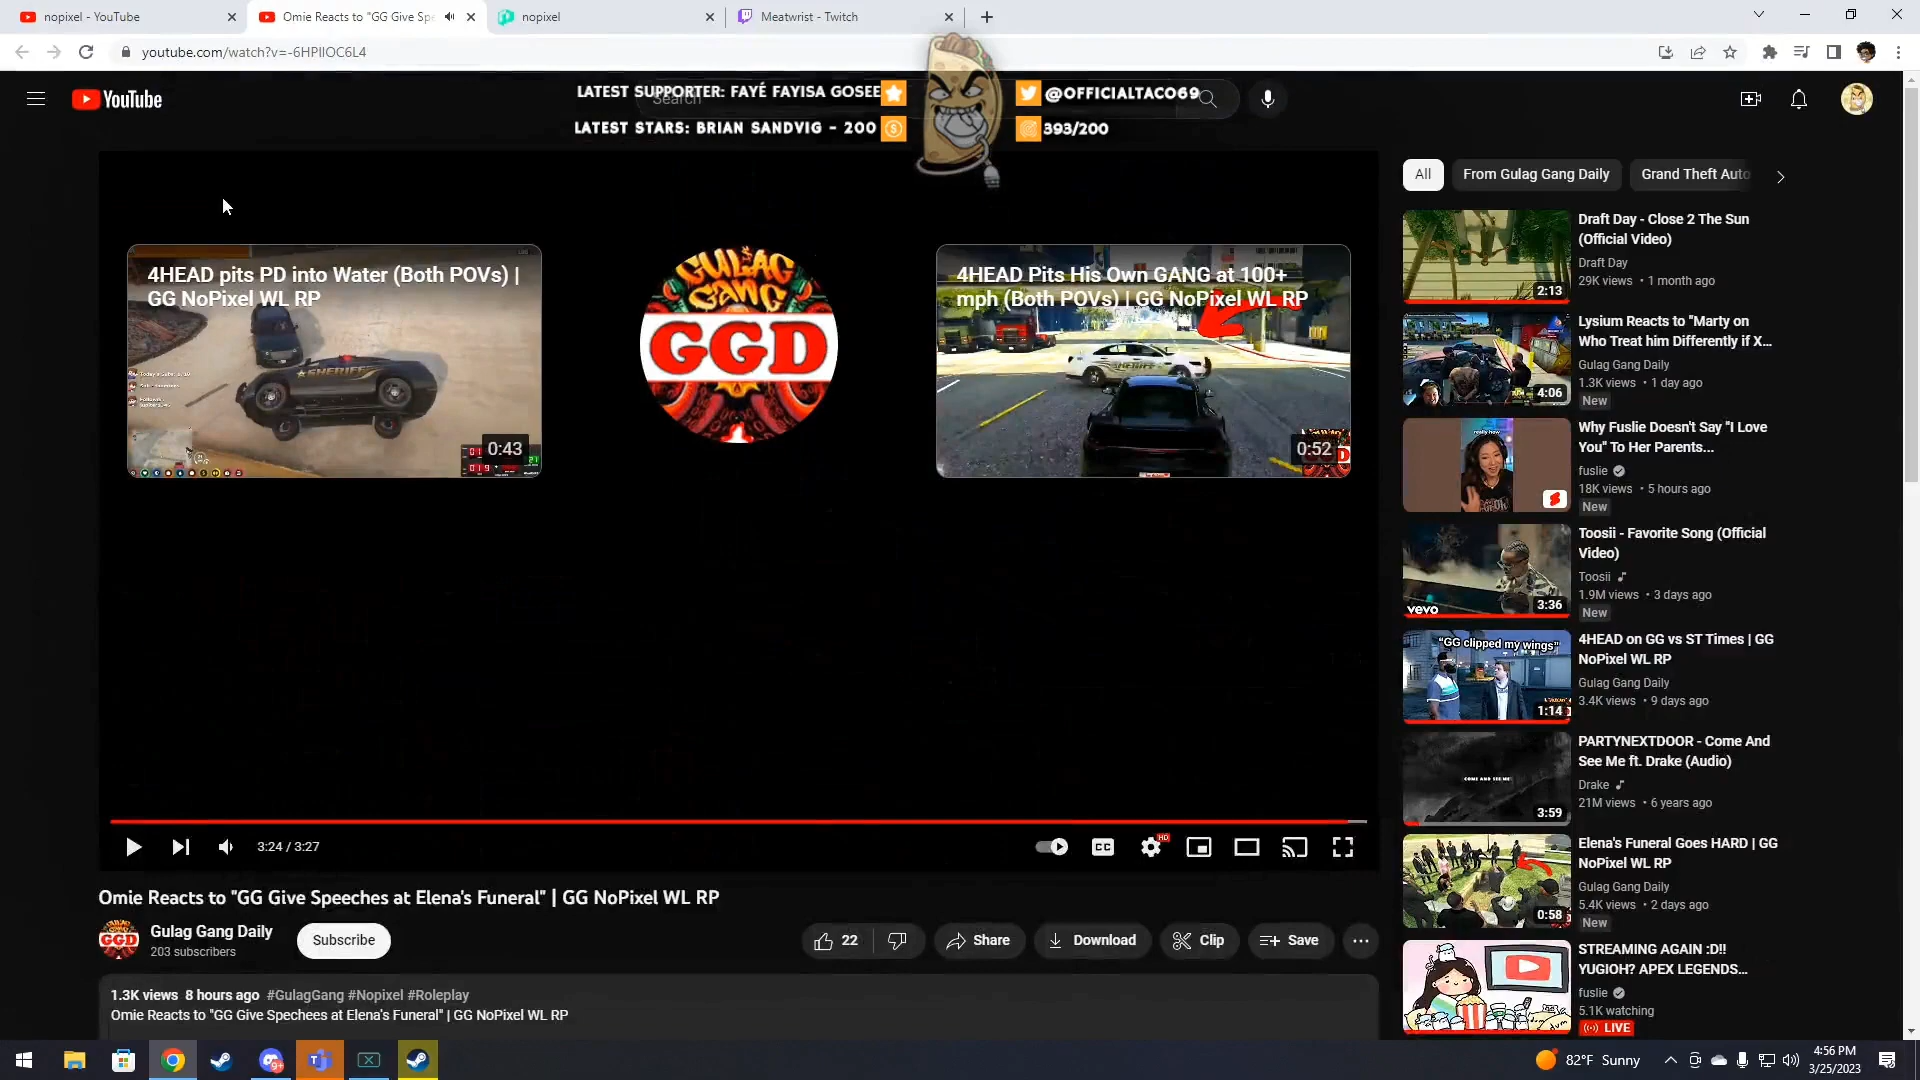 nopixel - YouTube
Omie Reacts to "GG Give Spe
nopixel
Meatwrist - Twitch
youtube.com/watch?v=-6HPIIOC6L4
YouTube
Search
LATEST SUPPORTER: FAYÉ FAYISA GOSEE
@OFFICIALTACO69
LATEST STARS: BRIAN SANDVIG - 200
393/200
4HEAD pits PD into Water (Both POVs) |
GG NoPixel WL RP
SHERIFF
0:43
GULAG
GANG
GGD
4HEAD Pits His Own GANG at 100+
mph (Both POVs) | GG NoPixel WL RP
0:52
3:24 / 3:27
CC
HD
Omie Reacts to "GG Give Speeches at Elena's Funeral" | GG NoPixel WL RP
GGD
Gulag Gang Daily
203 subscribers
Subscribe
22
Share
Download
Clip
Save
1.3K views 8 hours ago #GulagGang #Nopixel #Roleplay
Omie Reacts to "GG Give Spechees at Elena's Funeral" | GG NoPixel WL RP
All
From Gulag Gang Daily
Grand Theft Auto
Draft Day - Close 2 The Sun
(Official Video)
Draft Day
29K views • 1 month ago
2:13
Lysium Reacts to "Marty on
Who Treat him Differently if X...
Gulag Gang Daily
1.3K views • 1 day ago
New
4:06
Why Fuslie Doesn't Say "I Love
You" To Her Parents...
fuslie
18K views • 5 hours ago
New
really how
Toosii - Favorite Song (Official
Video)
Toosii
1.9M views • 3 days ago
New
vevo
3:36
"GG clipped my wings"
4HEAD on GG vs ST Times | GG
NoPixel WL RP
Gulag Gang Daily
3.4K views • 9 days ago
1:14
PARTYNEXTDOOR - Come And
See Me ft. Drake (Audio)
Drake
21M views • 6 years ago
COME AND SEE ME
3:59
Elena's Funeral Goes HARD | GG
NoPixel WL RP
Gulag Gang Daily
5.4K views • 2 days ago
New
0:58
STREAMING AGAIN :D!!
YUGIOH? APEX LEGENDS...
fuslie
5.1K watching
LIVE
9+
82°F Sunny
4:56 PM
3/25/2023